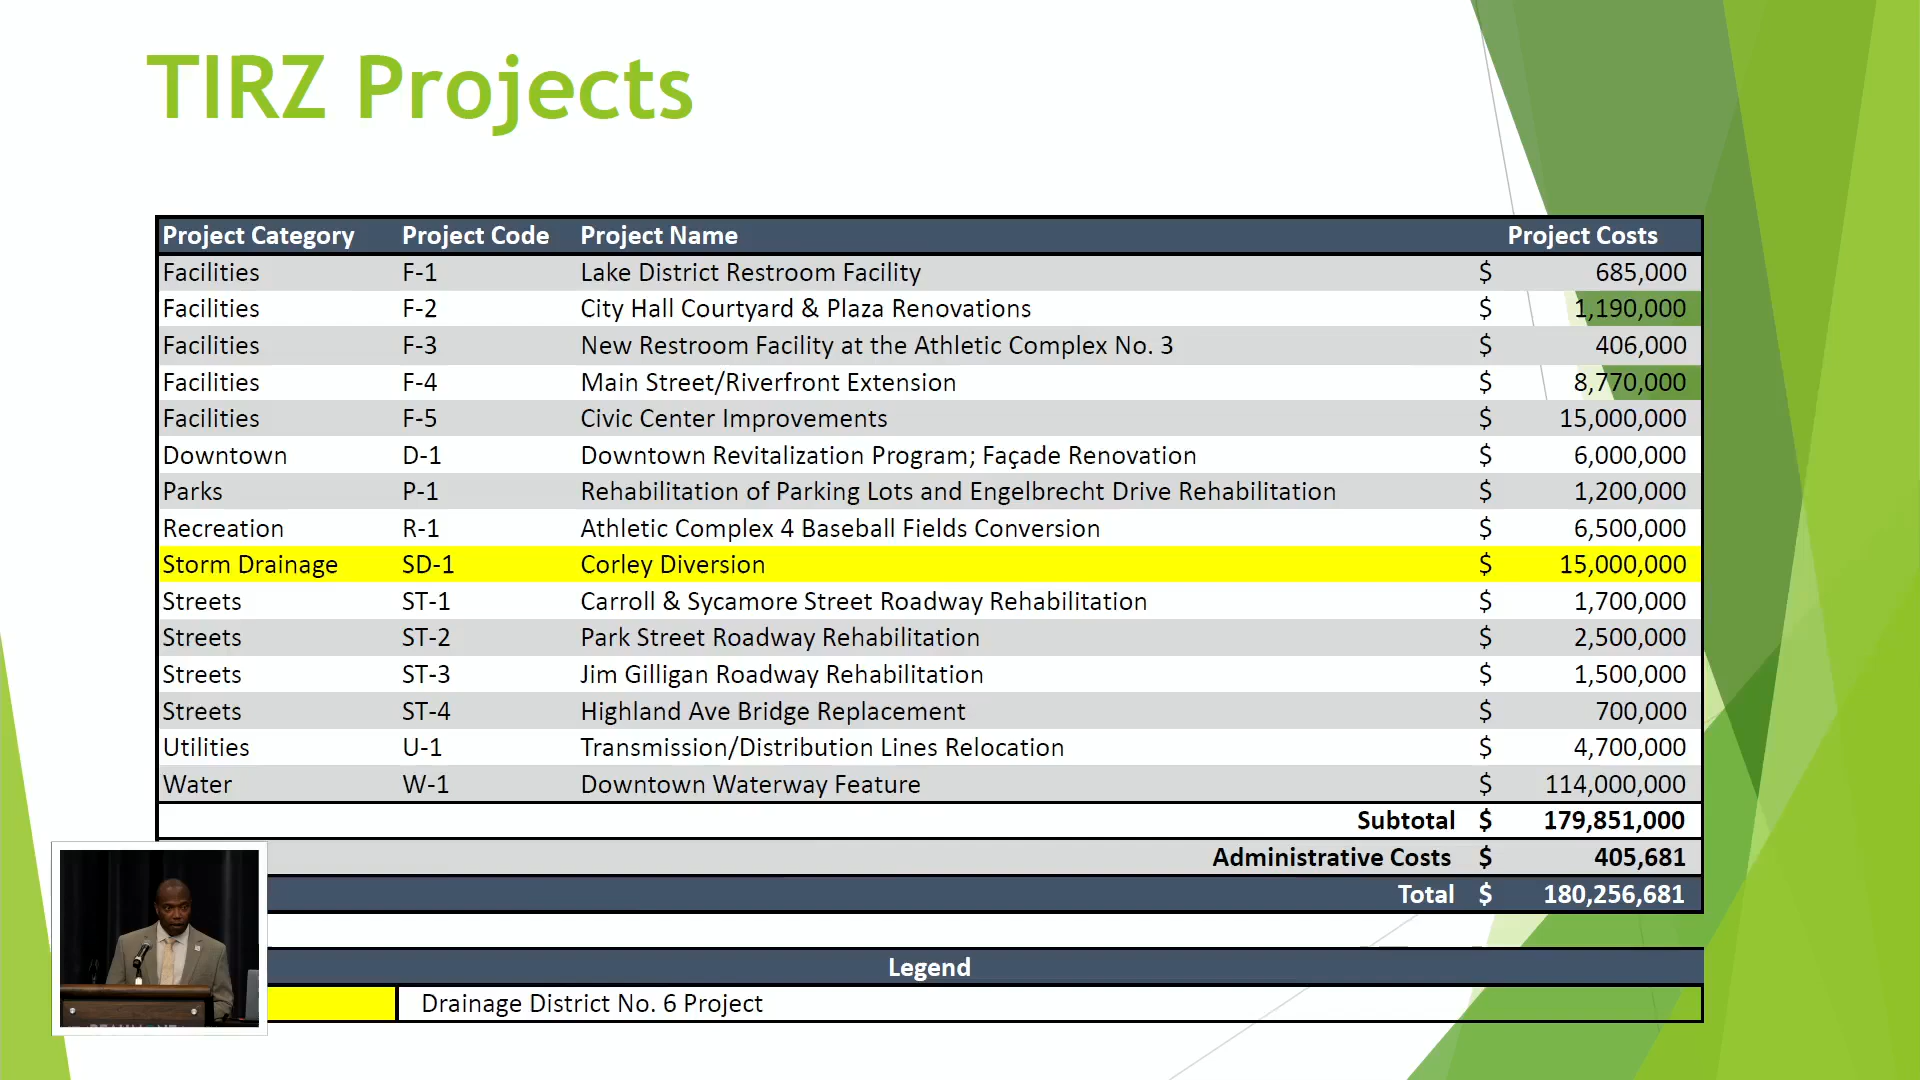 TIRZ Projects
Project Category Project Code Project Name Project Costs
Facilities F-1 Lake District Restroom Facility $ 685,000
Facilities F-2 City Hall Courtyard & Plaza Renovations $ 1,190,000
Facilities F-3 New Restroom Facility at the Athletic Complex No. 3 $ 406,000
Facilities F-4 Main Street/Riverfront Extension $ 8,770,000
Facilities F-5 Civic Center Improvements $ 15,000,000
Downtown D-1 Downtown Revitalization Program; Façade Renovation $ 6,000,000
Parks P-1 Rehabilitation of Parking Lots and Engelbrecht Drive Rehabilitation $ 1,200,000
Recreation R-1 Athletic Complex 4 Baseball Fields Conversion $ 6,500,000
Storm Drainage SD-1 Corley Diversion $ 15,000,000
Streets ST-1 Carroll & Sycamore Street Roadway Rehabilitation $ 1,700,000
Streets ST-2 Park Street Roadway Rehabilitation $ 2,500,000
Streets ST-3 Jim Gilligan Roadway Rehabilitation $ 1,500,000
Streets ST-4 Highland Ave Bridge Replacement $ 700,000
Utilities U-1 Transmission/Distribution Lines Relocation $ 4,700,000
Water W-1 Downtown Waterway Feature $ 114,000,000
Subtotal $ 179,851,000
Administrative Costs $ 405,681
Total $ 180,256,681
Legend
Drainage District No. 6 Project